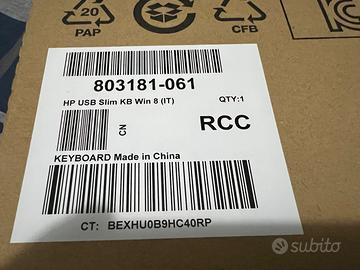 20
PAP
CFB
803181-061
HP USB Slim KB Win 8 (IT)
QTY:1
CN
RCC
KEYBOARD Made in China
CT: BEXHU0B9HC40RP
subito